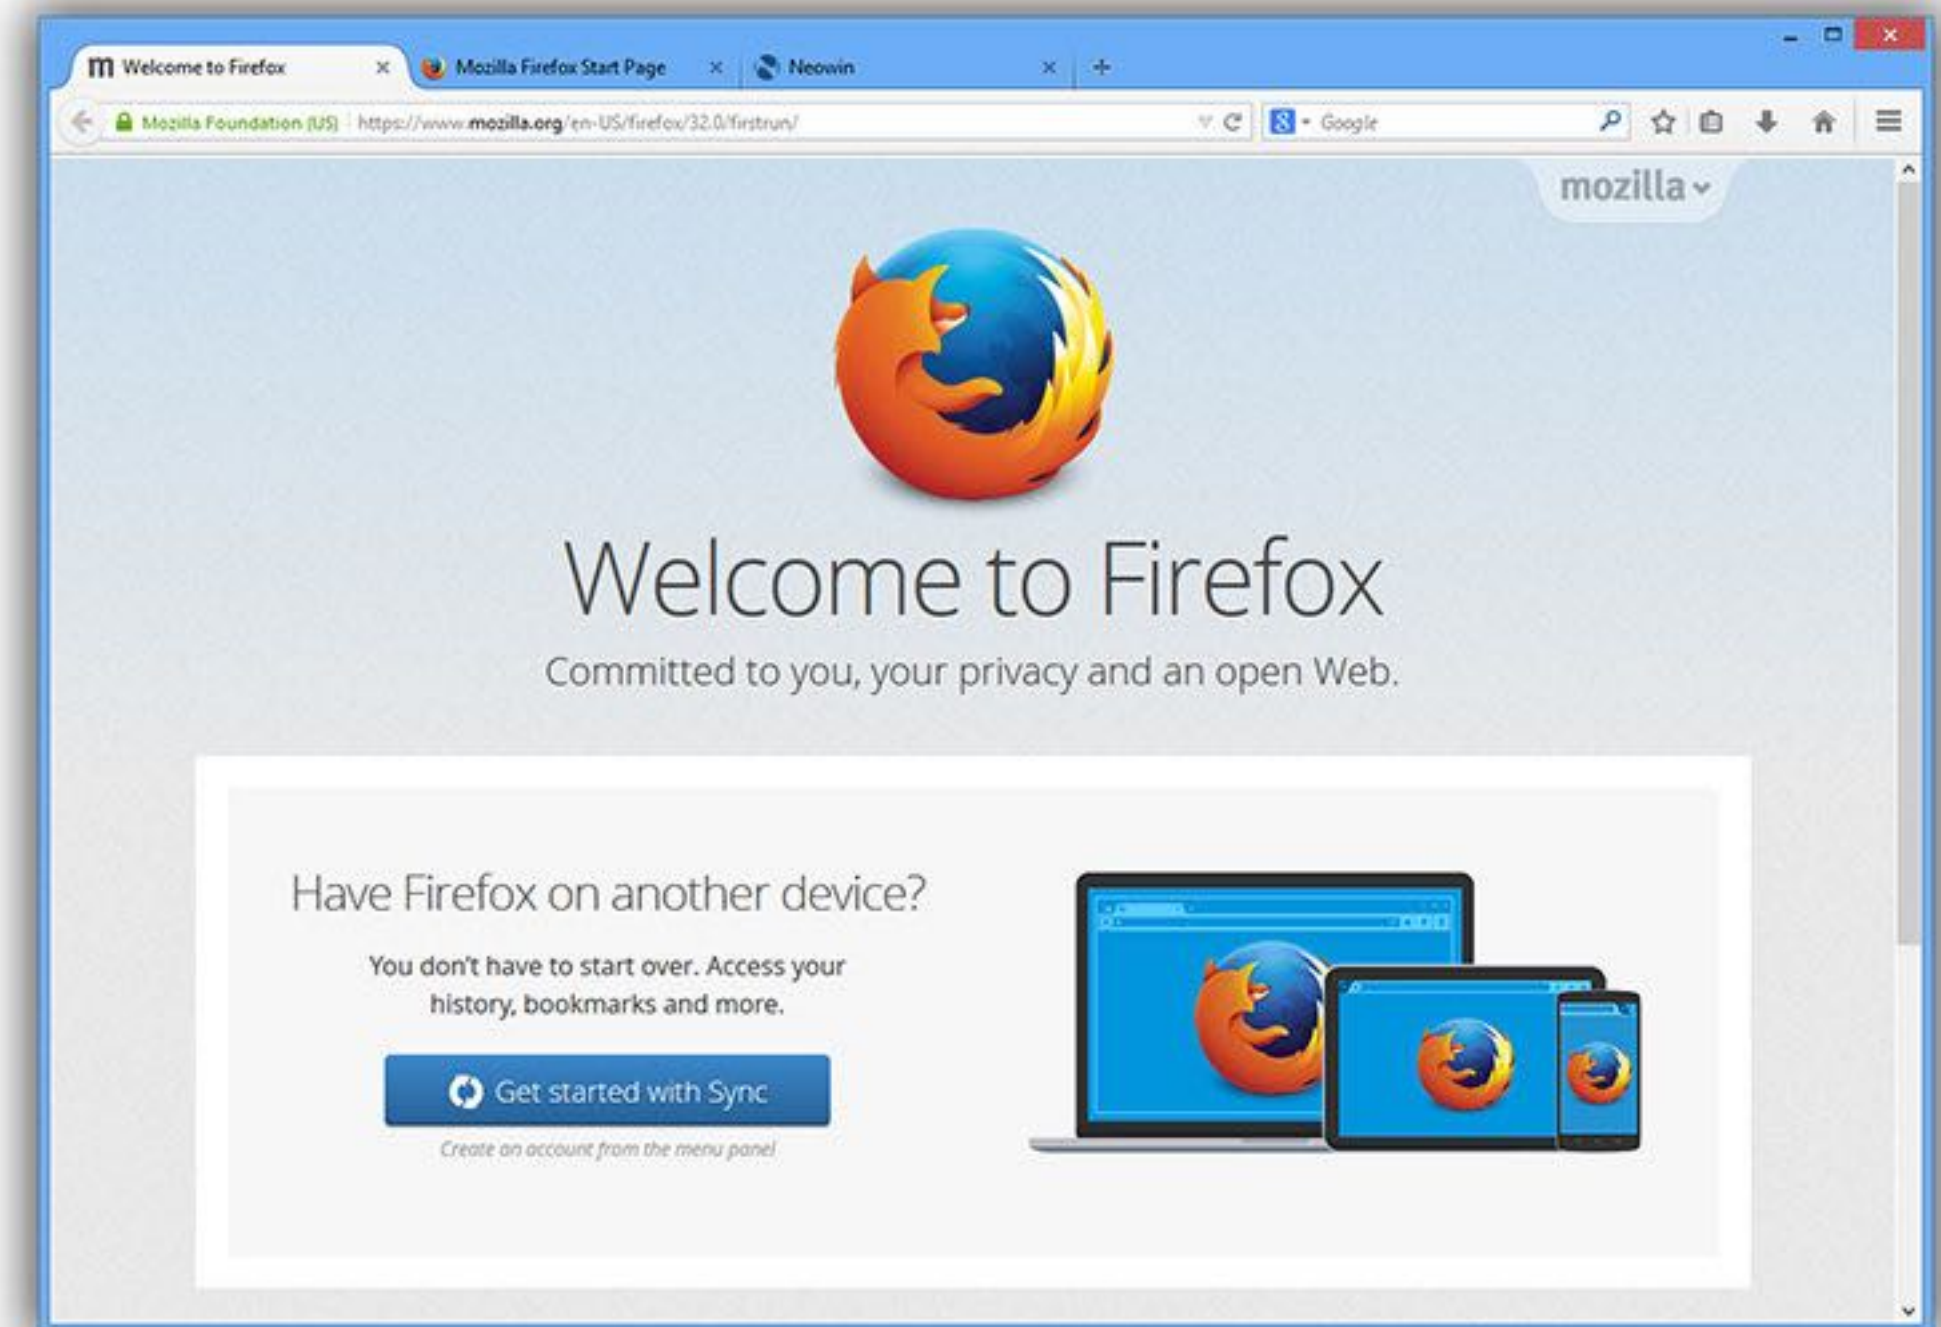 Welcome to Firefox
Mozilla Firefox Start Page
Neowin
Mozilla Foundation (US)
https://www.mozilla.org/en-US/firefox/32.0/firstrun/
Google
mozilla
Welcome to Firefox
Committed to you, your privacy and an open Web.
Have Firefox on another device?
You don't have to start over. Access your
history, bookmarks and more.
Get started with Sync
Create an account from the menu panel